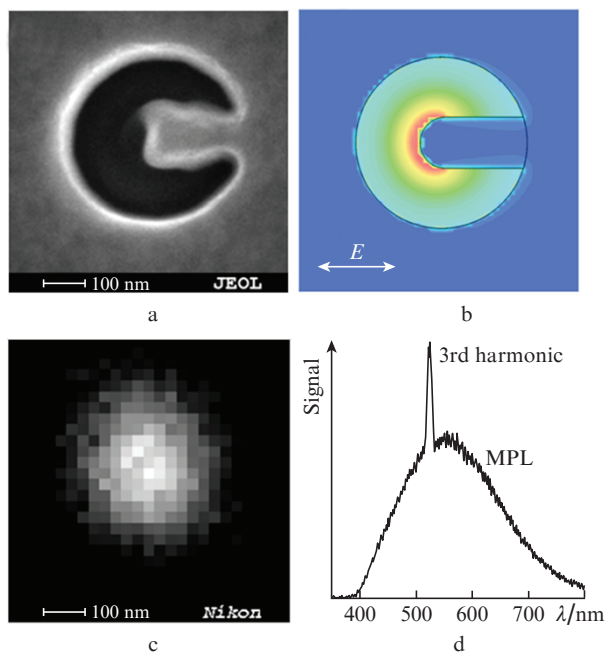 100 nm
JEOL
a
E
b
100 nm
Nikon
c
Signal
3rd harmonic
MPL
400 500 600 700 λ/nm
d